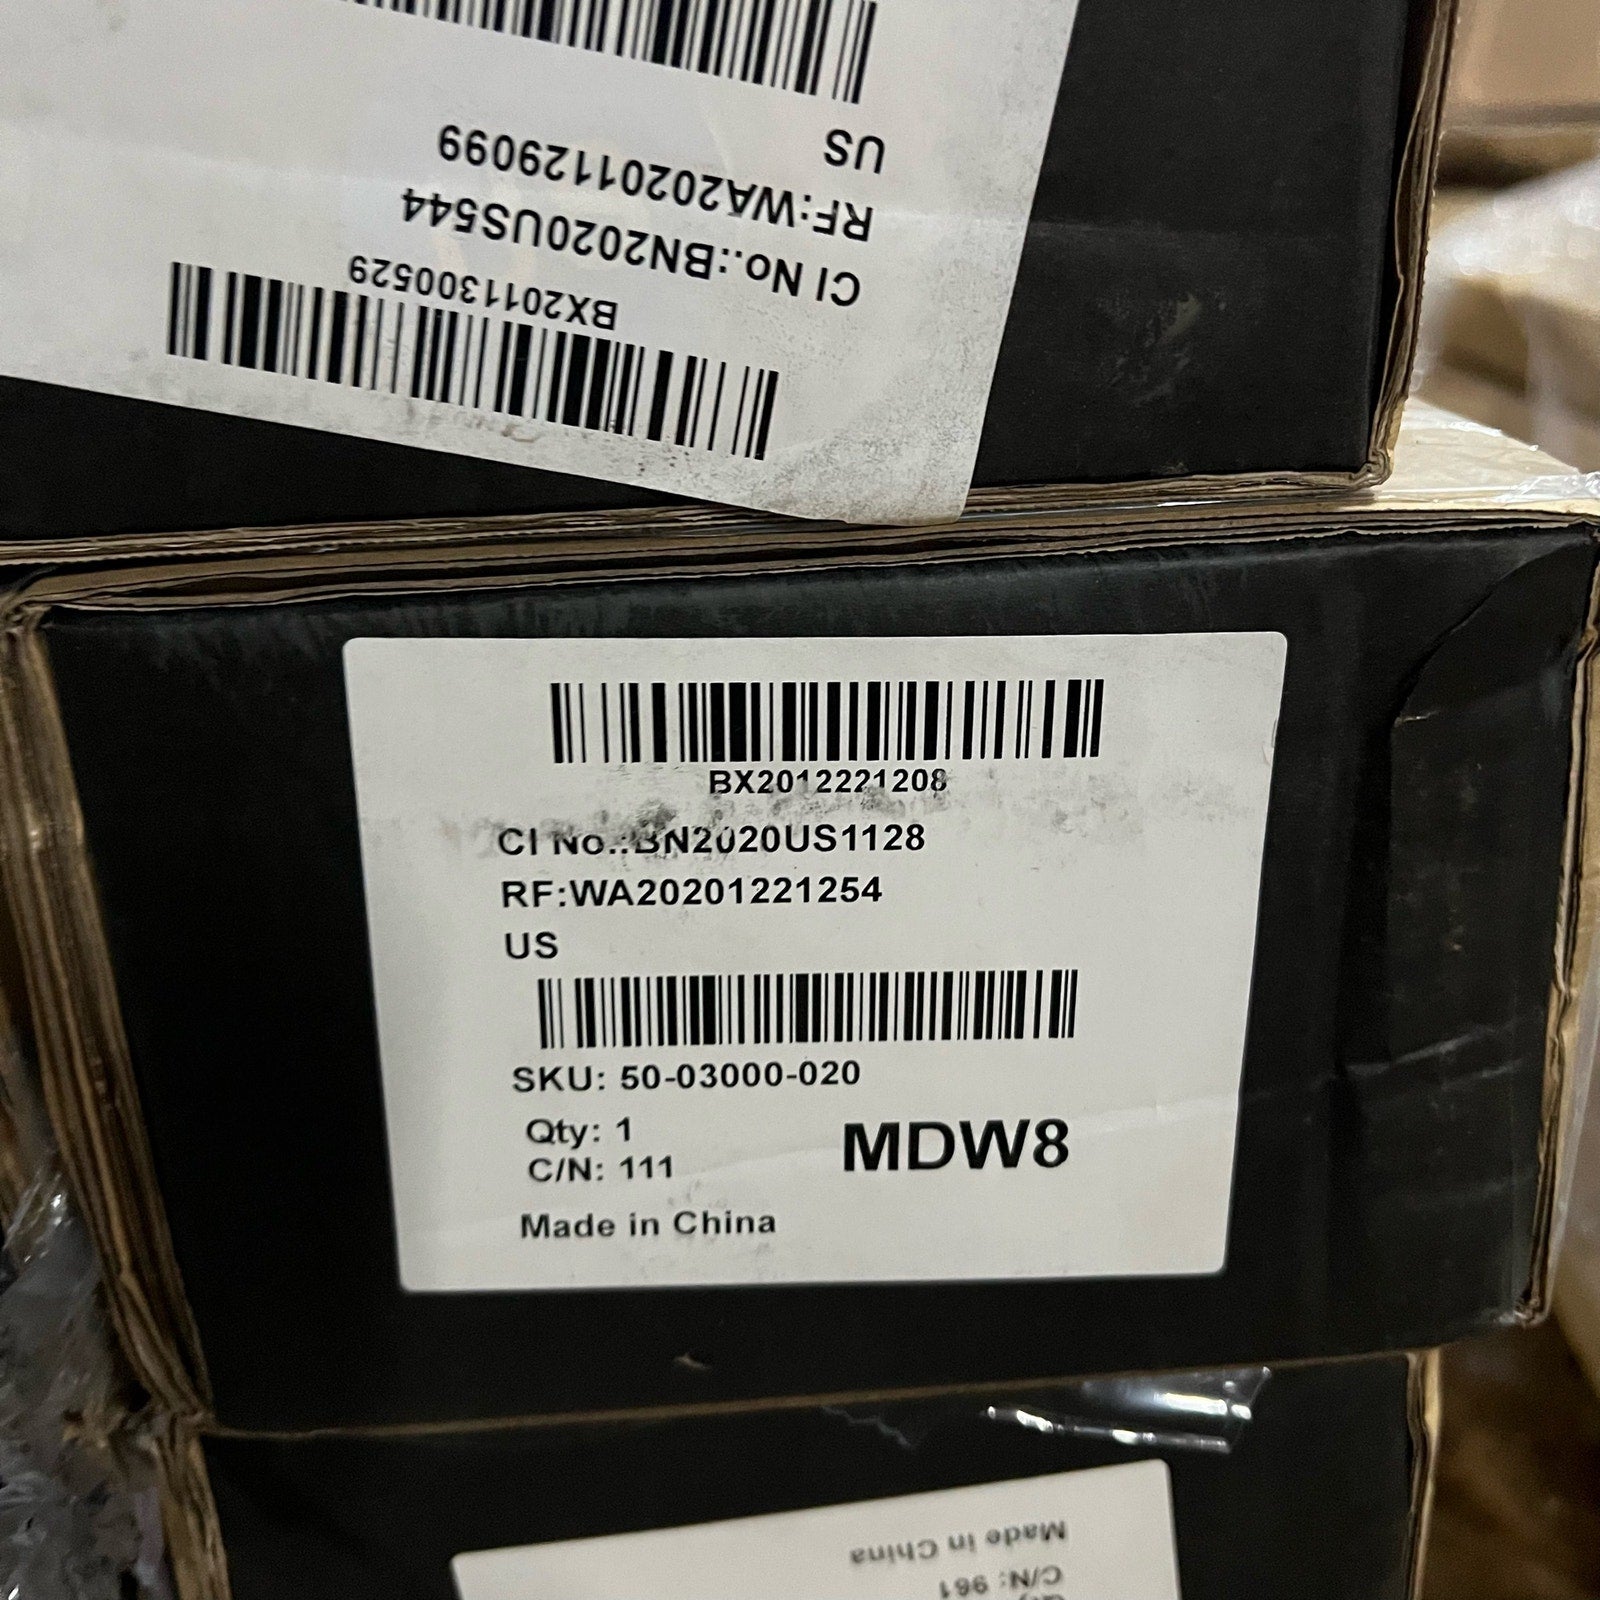 US
RF:WA20201129099
CI No.:BN2020US544
BX2011300529
BX2012221208
CI No.:BN2020US1128
RF:WA20201221254
US
SKU: 50-03000-020
Qty: 1
C/N: 111
MDW8
Made in China
Made in China
C/N: 961